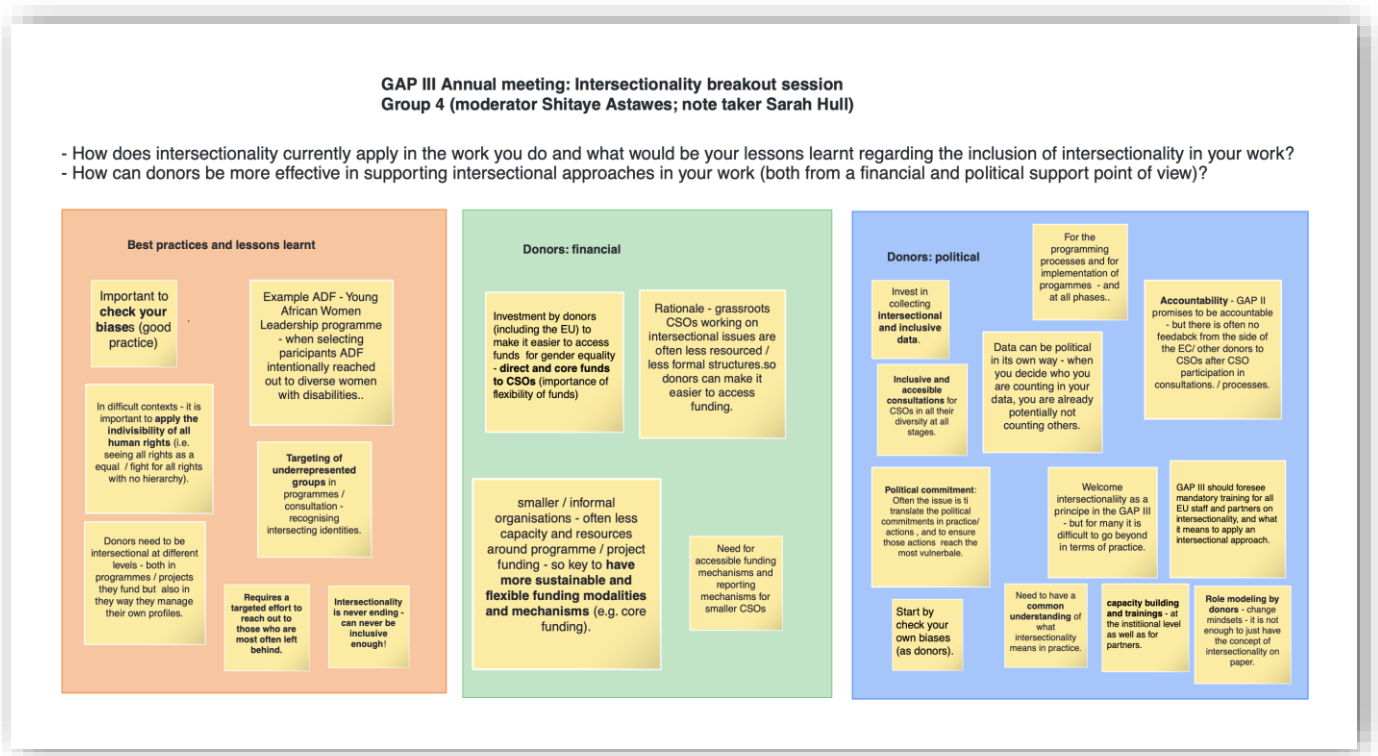 GAP III Annual meeting: Intersectionality breakout session
Group 4 (moderator Shitaye Astawes; note taker Sarah Hull)
- How does intersectionality currently apply in the work you do and what would be your lessons learnt regarding the inclusion of intersectionality in your work?
- How can donors be more effective in supporting intersectional approaches in your work (both from a financial and political support point of view)?
Best practices and lessons learnt
Important to
check your
biases (good
practice)
Example ADF - Young
African Women
Leadership programme
- when selecting
paricipants ADF
intentionally reached
out to diverse women
with disabilities..
In difficult contexts - it is
important to apply the
indivisibility of all
human rights (i.e.
seeing all rights as a
equal / fight for all rights
with no hierarchy).
Targeting of
underrepresented
groups in
programmes /
consultation -
recognising
intersecting identities.
Donors need to be
intersectional at different
levels - both in
programmes / projects
they fund but also in
they way they manage
their own profiles.
Requires a
targeted effort to
reach out to
those who are
most often left
behind.
Intersectionality
is never ending -
can never be
inclusive
enough!
Donors: financial
Investment by donors
(including the EU) to
make it easier to access
funds for gender equality
- direct and core funds
to CSOs (importance of
flexibility of funds)
Rationale - grassroots
CSOs working on
intersectional issues are
often less resourced /
less formal structures.so
donors can make it
easier to access
funding.
smaller / informal
organisations - often less
capacity and resources
around programme / project
funding - so key to have
more sustainable and
flexible funding modalities
and mechanisms (e.g. core
funding).
Need for
accessible funding
mechanisms and
reporting
mechanisms for
smaller CSOs
Donors: political
For the
programming
processes and for
implementation of
progammes - and
at all phases..
Invest in
collecting
intersectional
and inclusive
data.
Data can be political
in its own way - when
you decide who you
are counting in your
data, you are already
potentially not
counting others.
Accountability - GAP II
promises to be accountable
- but there is often no
feedabck from the side of
the EC/ other donors to
CSOs after CSO
participation in
consultations. / processes.
Inclusive and
accesible
consultations for
CSOs in all their
diversity at all
stages.
Political commitment:
Often the issue is ti
translate the political
commitments in practice/
actions , and to ensure
those actions reach the
most vulnerbale.
Welcome
intersectionaliity as a
principe in the GAP III
- but for many it is
difficult to go beyond
in terms of practice.
GAP III should foresee
mandatory training for all
EU staff and partners on
intersectionality, and what
it means to apply an
intersectional approach.
Start by
check your
own biases
(as donors).
Need to have a
common
understanding of
what
intersectionality
means in practice.
capacity building
and trainings - at
the institiional level
as well as for
partners.
Role modeling by
donors - change
mindsets - it is not
enough to just have
the concept of
intersectionality on
paper.